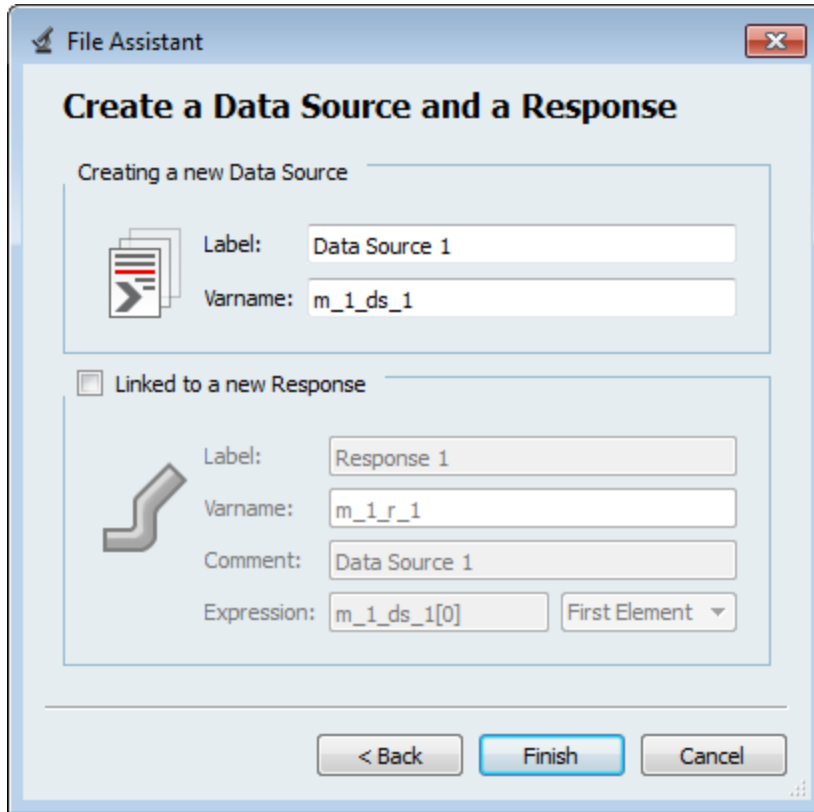 File Assistant
Create a Data Source and a Response
Creating a new Data Source
Label: Data Source 1
Varname: m_1_ds_1
Linked to a new Response
Label: Response 1
Varname: m_1_r_1
Comment: Data Source 1
Expression: m_1_ds_1[0] First Element
< Back Finish Cancel